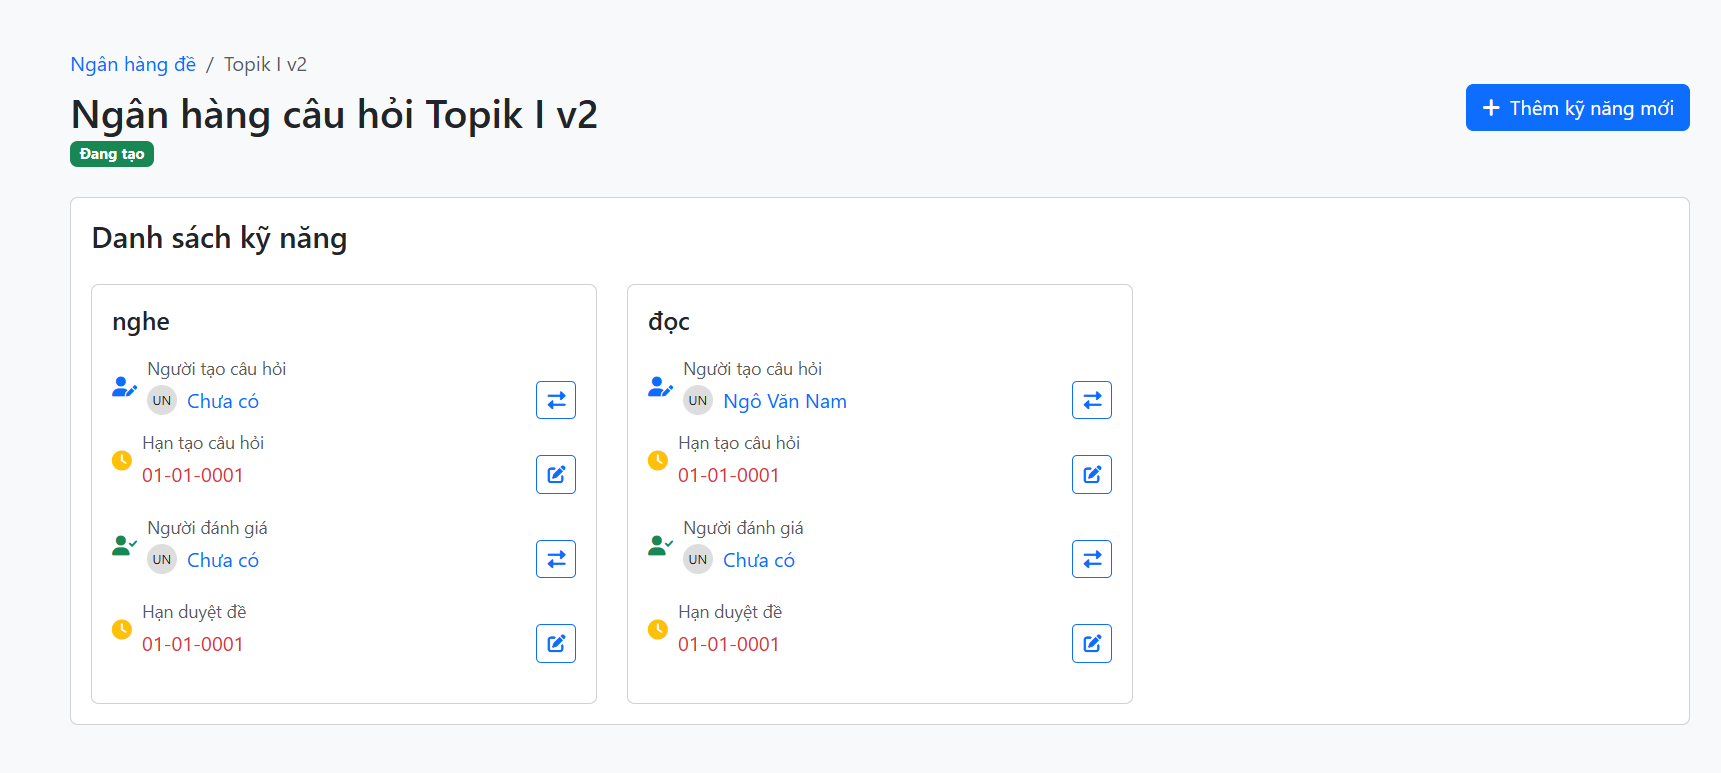 Ngân hàng đề / Topik I v2
Ngân hàng câu hỏi Topik I v2
Đang tạo
Thêm kỹ năng mới
Danh sách kỹ năng
nghe
Người tạo câu hỏi
UN Chưa có
Hạn tạo câu hỏi
01-01-0001
Người đánh giá
UN Chưa có
Hạn duyệt đề
01-01-0001
đọc
Người tạo câu hỏi
UN Ngô Văn Nam
Hạn tạo câu hỏi
01-01-0001
Người đánh giá
UN Chưa có
Hạn duyệt đề
01-01-0001